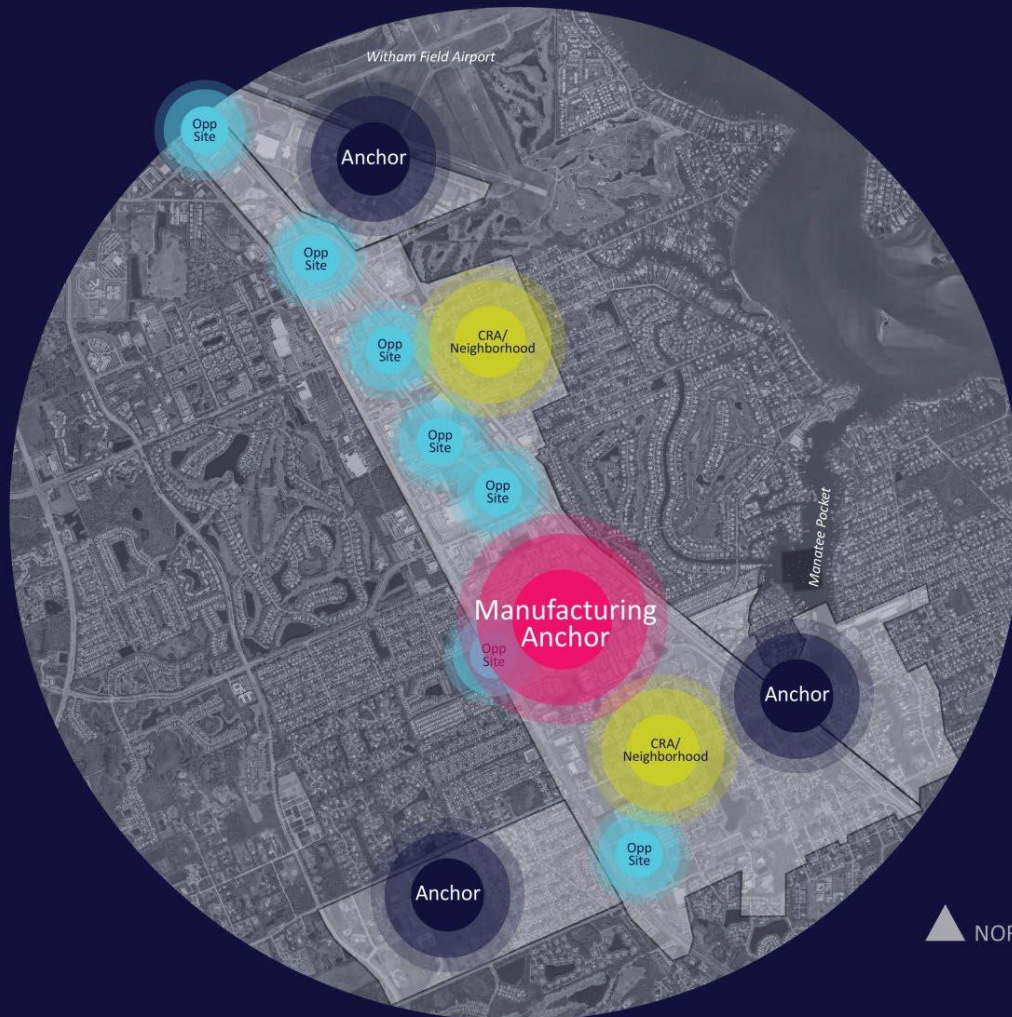 Witham Field Airport
Opp
Site
Anchor
Opp
Site
Opp
Site
CRA/
Neighborhood
Opp
Site
Opp
Site
Manatee Pocket
Manufacturing
Anchor
Opp
Site
Anchor
CRA/
Neighborhood
Opp
Site
Anchor
NOR